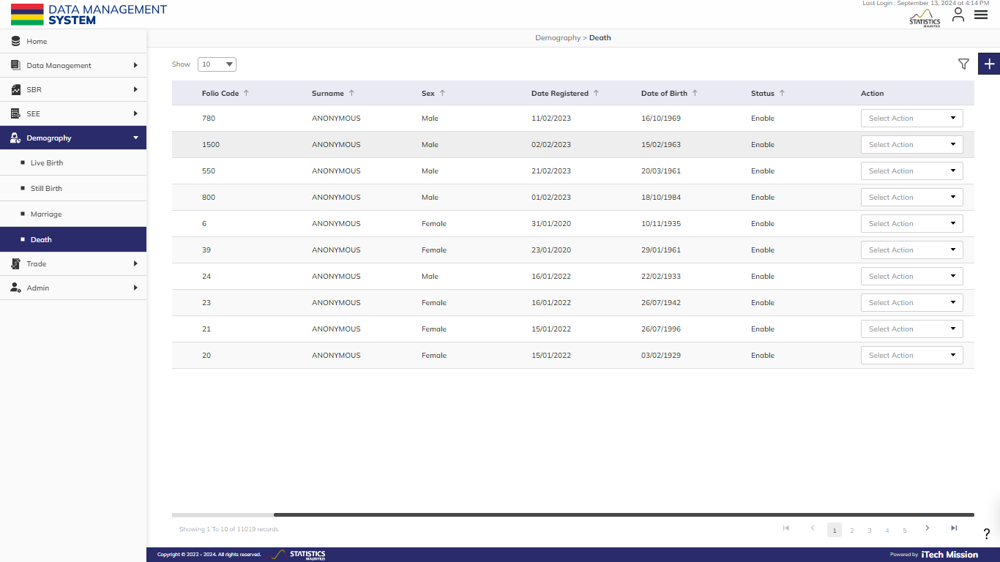 Last Login : September 13, 2024 at 4:14 PM
DATA MANAGEMENT
SYSTEM
STATISTICS
MAURITIUS
Home
Data Management
SBR
SEE
Demography
Live Birth
Still Birth
Marriage
Death
Trade
Admin
Demography > Death
Show 10
Folio Code Surname Sex Date Registered Date of Birth Status Action
780 ANONYMOUS Male 11/02/2023 16/10/1969 Enable Select Action
1500 ANONYMOUS Male 02/02/2023 15/02/1963 Enable Select Action
550 ANONYMOUS Male 21/02/2023 20/03/1961 Enable Select Action
800 ANONYMOUS Male 01/02/2023 18/10/1984 Enable Select Action
6 ANONYMOUS Female 31/01/2020 10/11/1935 Enable Select Action
39 ANONYMOUS Female 23/01/2020 29/01/1961 Enable Select Action
24 ANONYMOUS Male 16/01/2022 22/02/1933 Enable Select Action
23 ANONYMOUS Female 16/01/2022 26/07/1942 Enable Select Action
21 ANONYMOUS Female 15/01/2022 26/07/1996 Enable Select Action
20 ANONYMOUS Female 15/01/2022 03/02/1929 Enable Select Action
Showing 1 To 10 of 11019 records
1 2 3 4 5
?
Copyright © 2022 - 2024. All rights reserved.
STATISTICS
MAURITIUS
Powered by iTech Mission